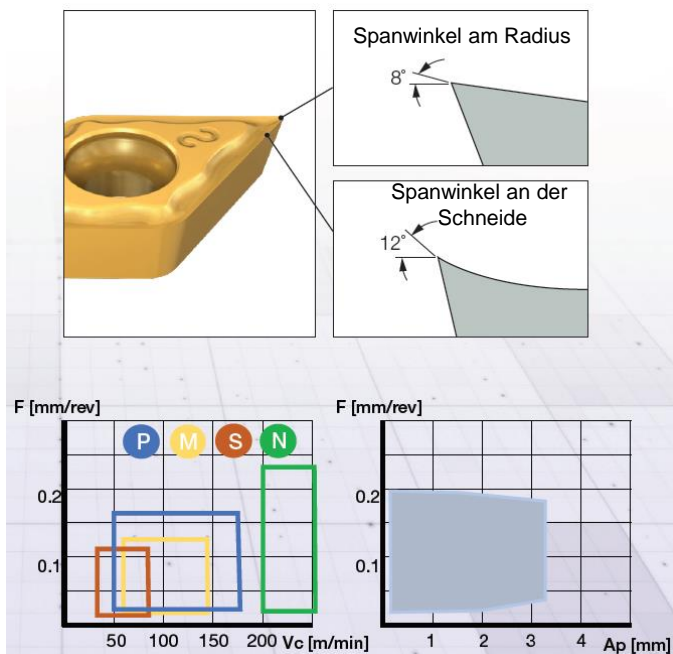 Spanwinkel am Radius
8°
Spanwinkel an der
Schneide
12°
F [mm/rev]
P M S N
0.2
0.1
50 100 150 200 Vc [m/min]
F [mm/rev]
0.2
0.1
1 2 3 4 Ap [mm]